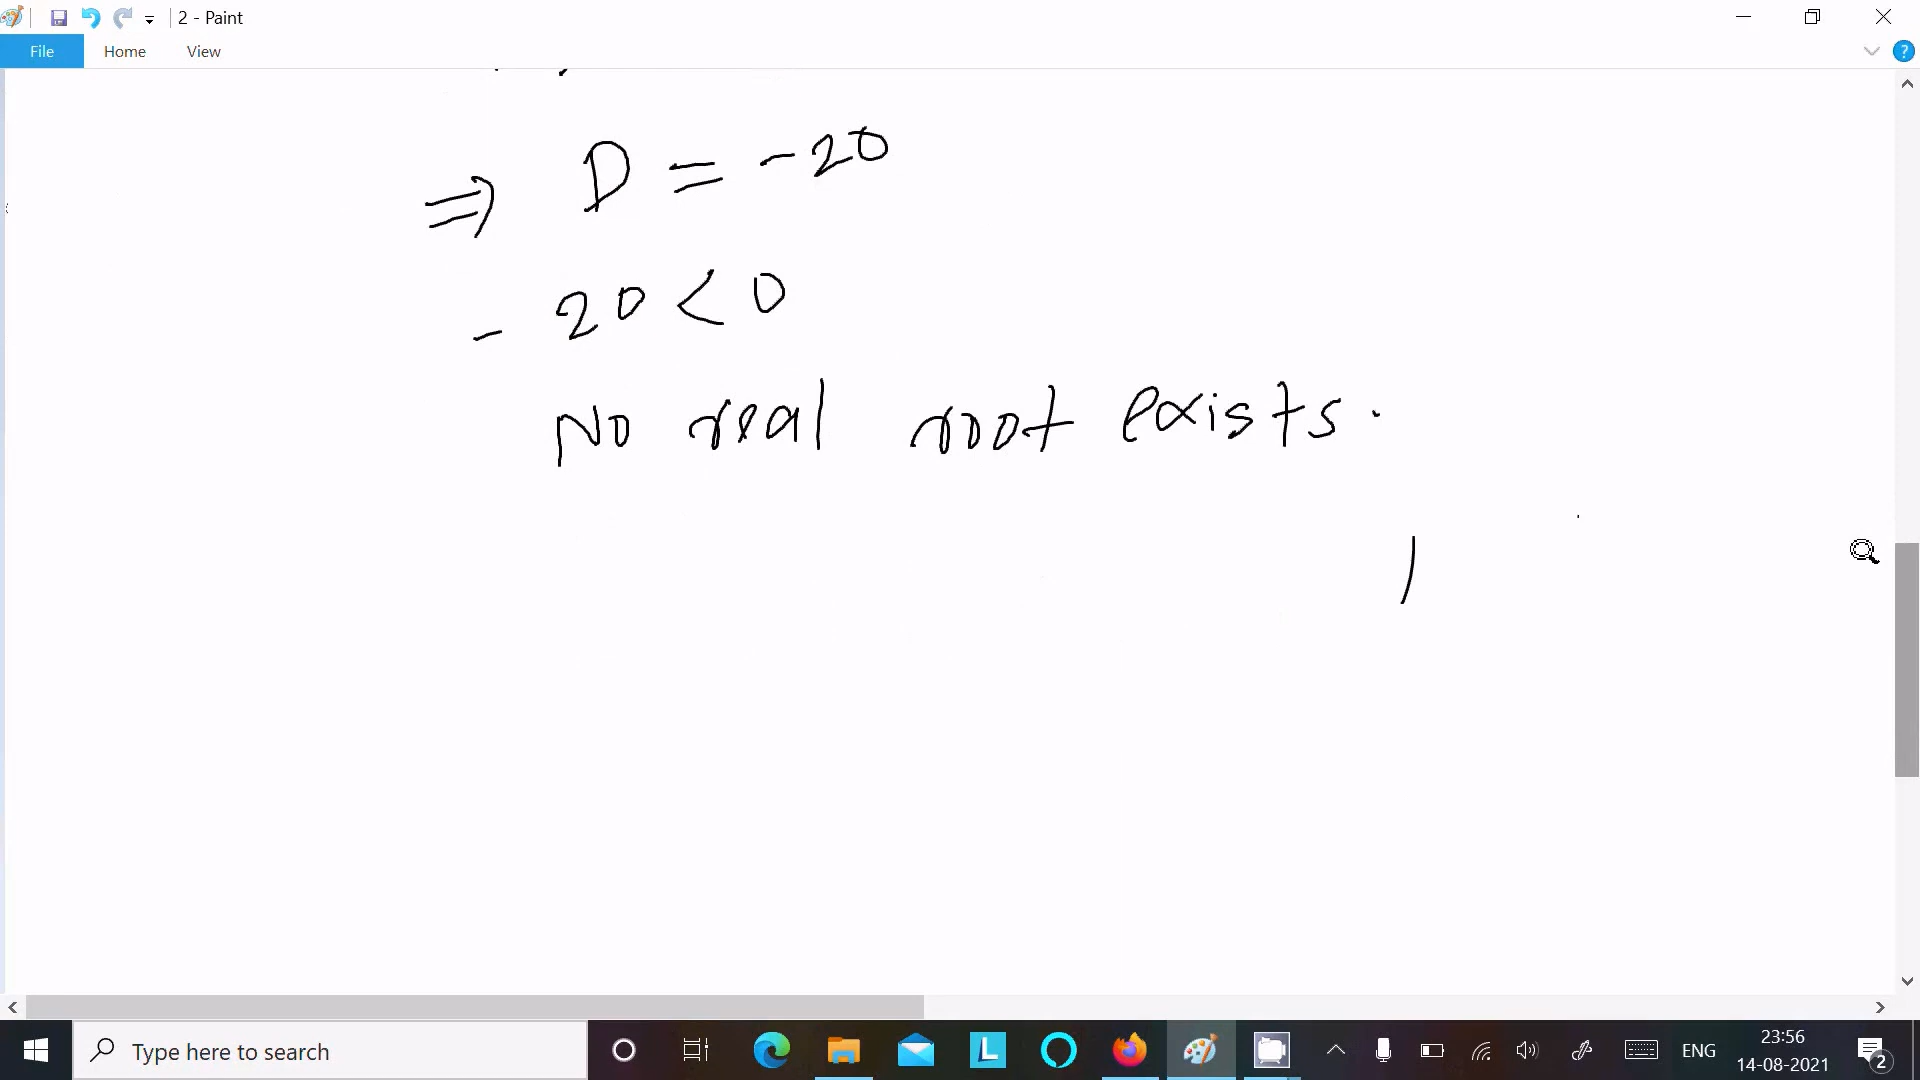 2 - Paint
File Home View
⇒ D = -20
- 20 < 0
No real root exists.
Type here to search
ENG
23:56
14-08-2021
2